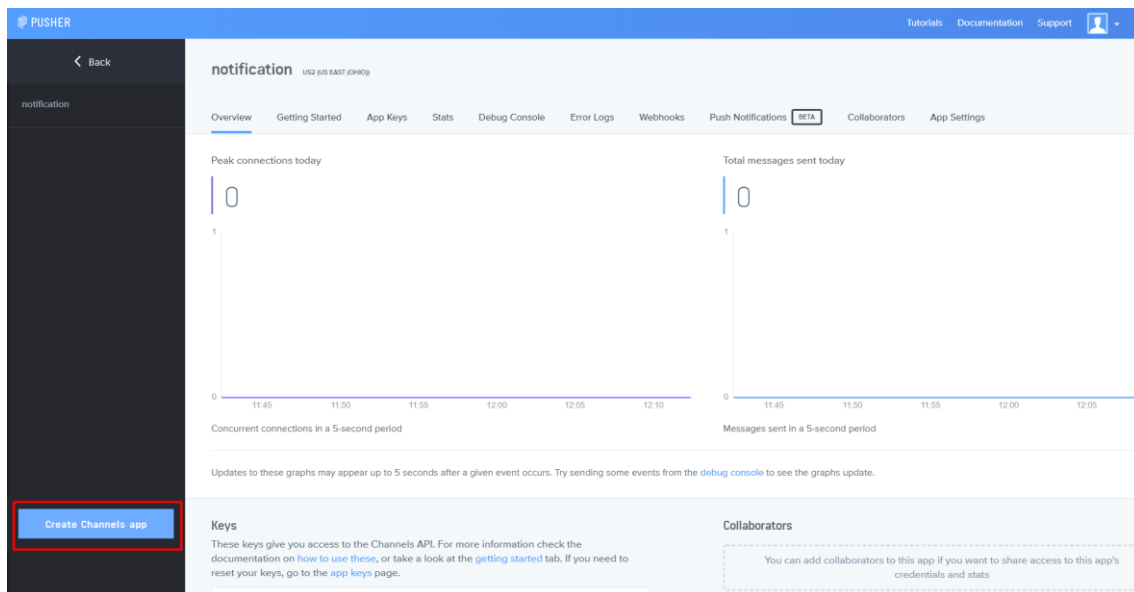 PUSHER
Tutorials Documentation Support
Back
notification
notification US2 (US EAST (OHIO))
Overview Getting Started App Keys Stats Debug Console Error Logs Webhooks Push Notifications BETA Collaborators App Settings
Peak connections today
0
1
0
11:45 11:50 11:55 12:00 12:05 12:10
Concurrent connections in a 5-second period
Total messages sent today
0
1
0
11:45 11:50 11:55 12:00 12:05
Messages sent in a 5-second period
Updates to these graphs may appear up to 5 seconds after a given event occurs. Try sending some events from the debug console to see the graphs update.
Create Channels app
Keys
These keys give you access to the Channels API. For more information check the
documentation on how to use these, or take a look at the getting started tab. If you need to
reset your keys, go to the app keys page.
Collaborators
You can add collaborators to this app if you want to share access to this app's
credentials and stats